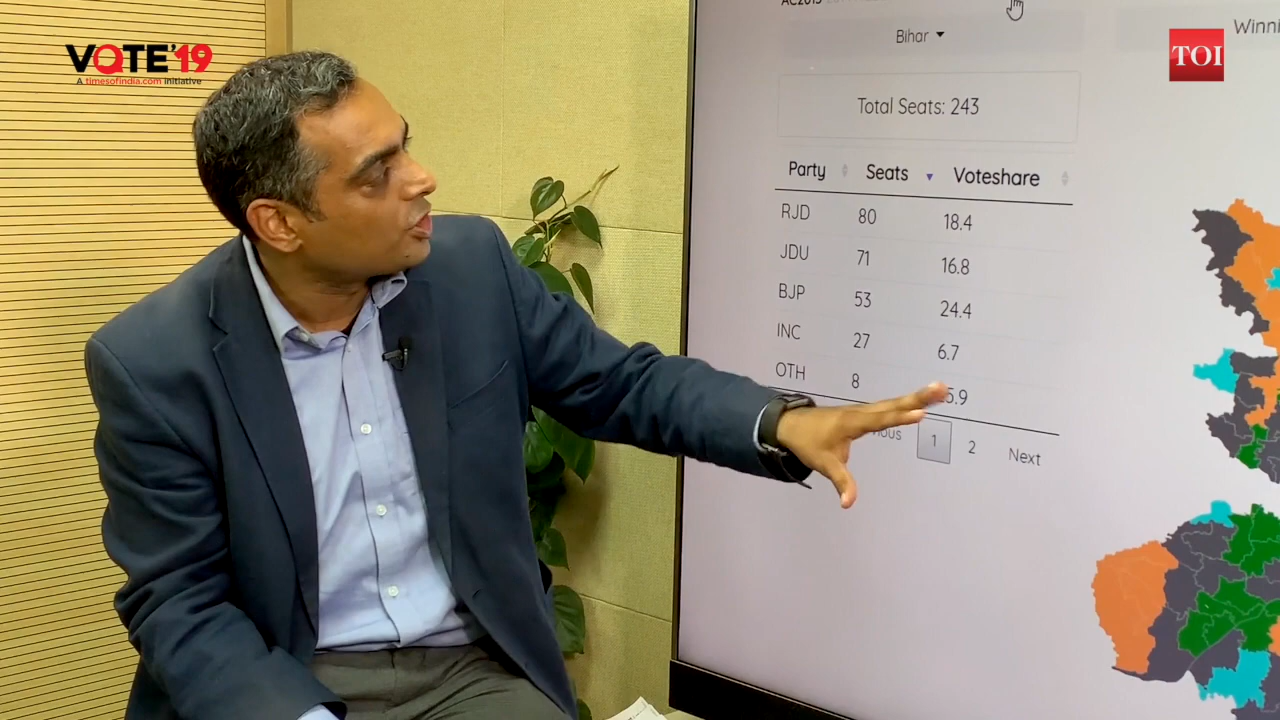 VOTE'19
A timesofindia.com initiative
TOI
Bihar
Total Seats: 243
Party Seats Voteshare
RJD 80 18.4
JDU 71 16.8
BJP 53 24.4
INC 27 6.7
OTH 8
1 2 Next